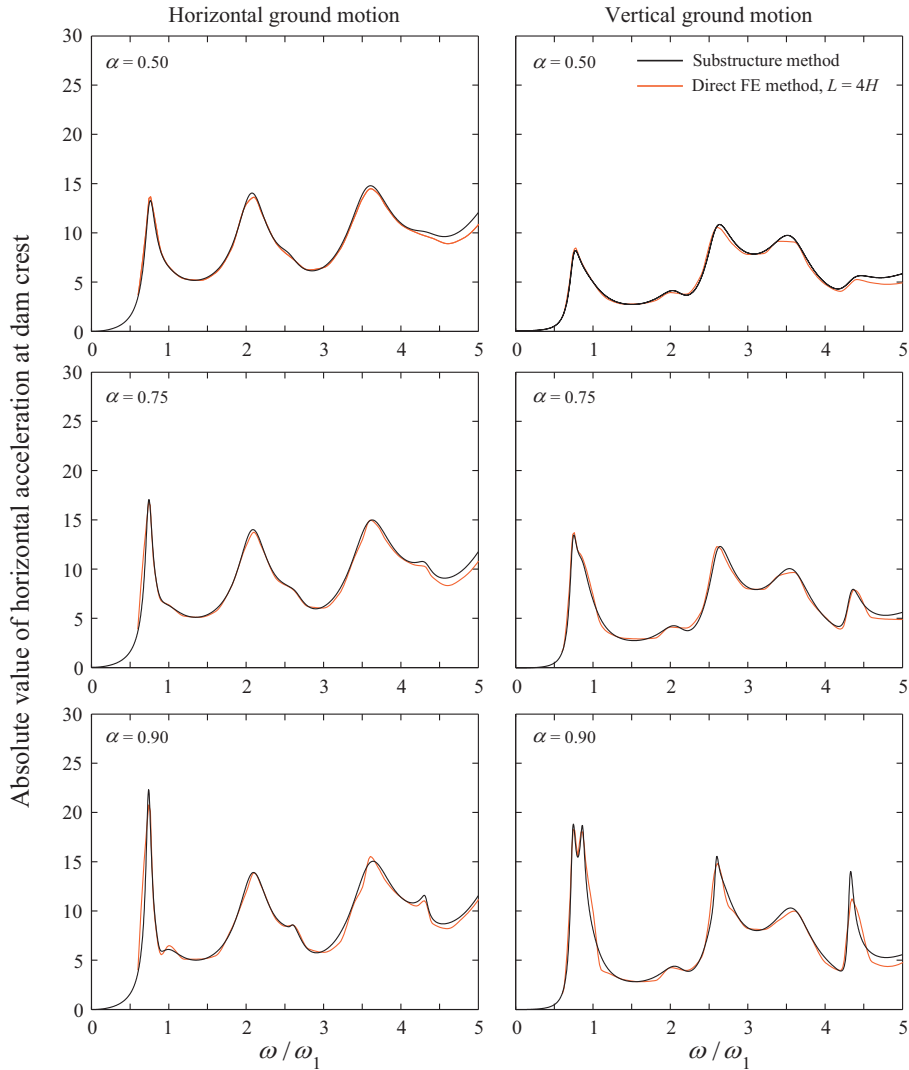 Horizontal ground motion
Vertical ground motion
Absolute value of horizontal acceleration at dam crest
30
25
20
15
10
5
0
α = 0.50
0 1 2 3 4 5
α = 0.50
Substructure method
Direct FE method, L = 4H
0 1 2 3 4 5
30
25
20
15
10
5
0
α = 0.75
0 1 2 3 4 5
α = 0.75
0 1 2 3 4 5
30
25
20
15
10
5
0
α = 0.90
0 1 2 3 4 5
ω / ω₁
α = 0.90
0 1 2 3 4 5
ω / ω₁